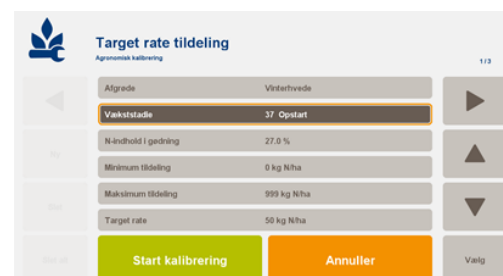 Target rate tildeling
Agronomisk kalibrering
1/3
Afgrøde Vinterhvede
Vækststadie 37 Opstart
N-indhold i gødning 27.0 %
Minimum tildeling 0 kg N/ha
Maksimum tildeling 999 kg N/ha
Target rate 50 kg N/ha
Start kalibrering
Annuller
Vælg